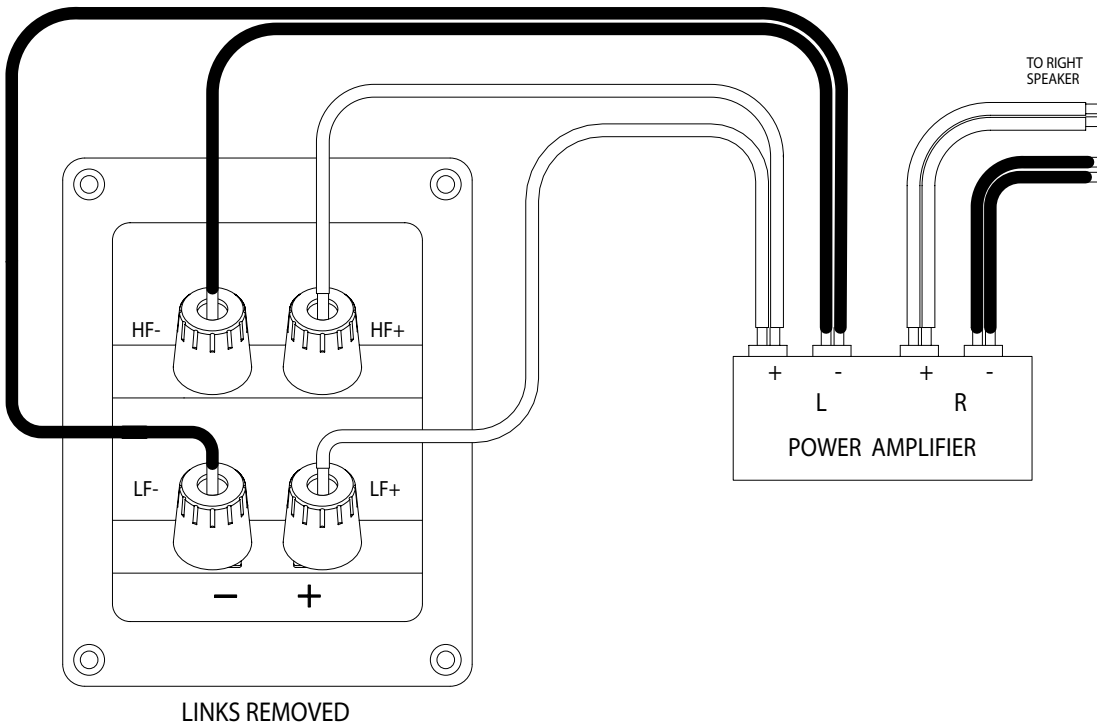 TO RIGHT
SPEAKER
HF-
HF+
+ - + -
L R
POWER AMPLIFIER
LF-
LF+
− +
LINKS REMOVED